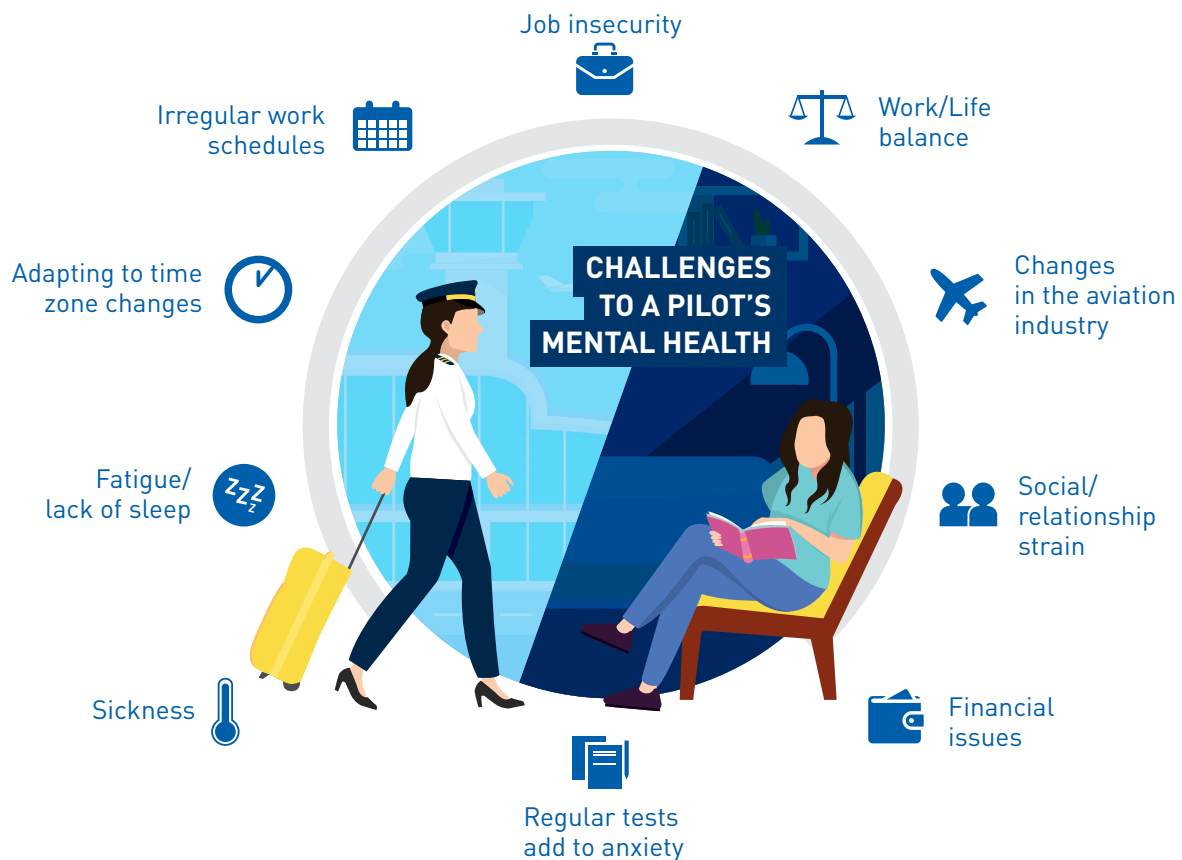 Job insecurity
Work/Life
balance
Changes
in the aviation
industry
Social/
relationship
strain
Financial
issues
Regular tests
add to anxiety
Sickness
Fatigue/
lack of sleep
Adapting to time
zone changes
Irregular work
schedules
CHALLENGES
TO A PILOT'S
MENTAL HEALTH
ZZZ
Z